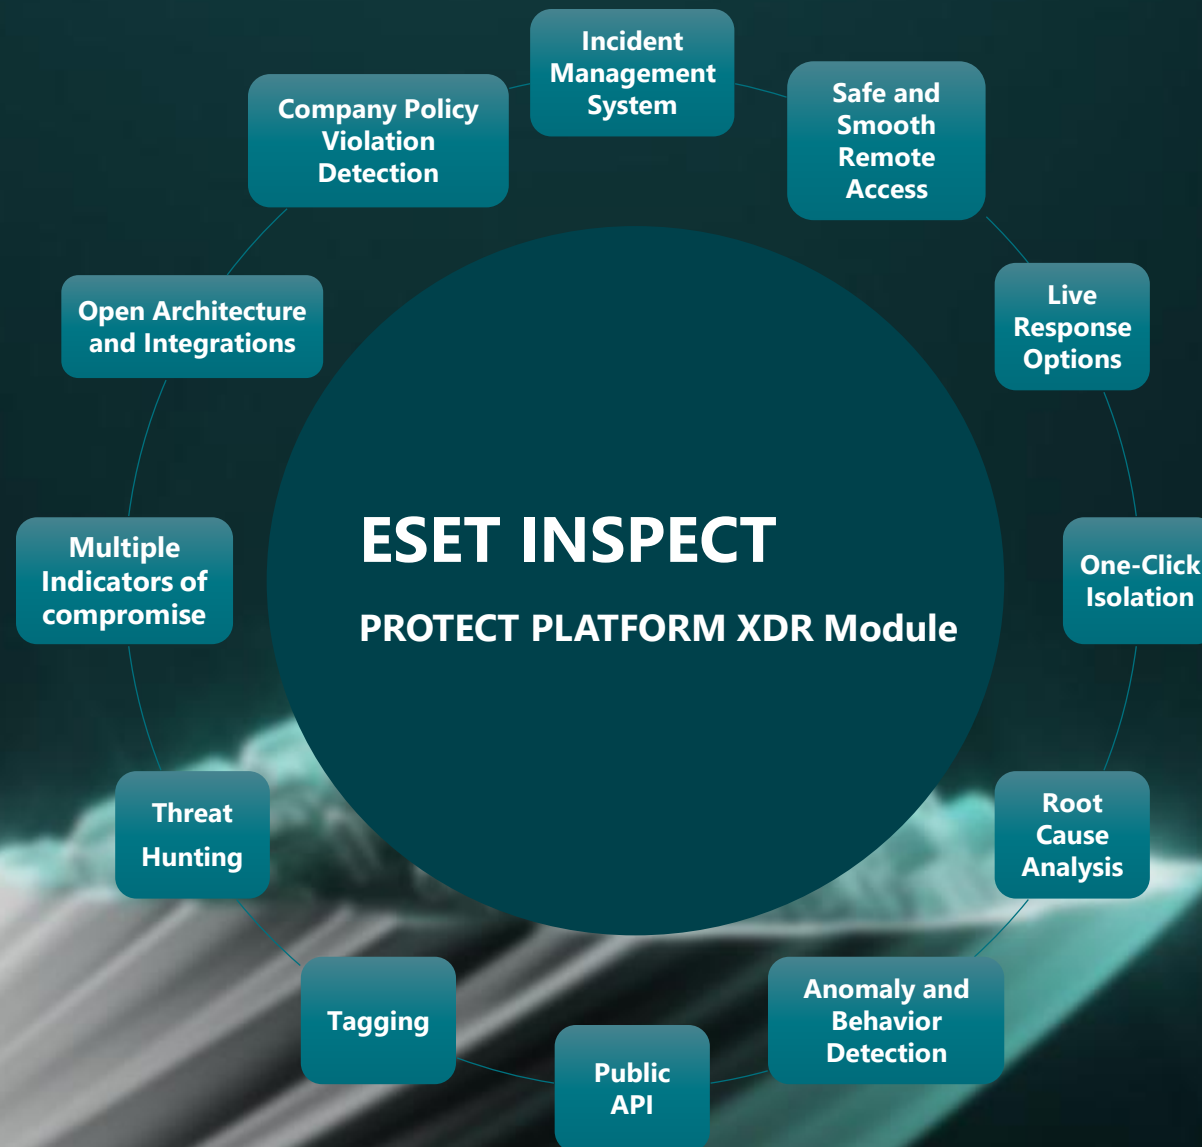 Incident
Management
System
Safe and
Smooth
Remote
Access
Live
Response
Options
One-Click
Isolation
Root
Cause
Analysis
Anomaly and
Behavior
Detection
Public
API
Tagging
Threat
Hunting
Multiple
Indicators of
compromise
Open Architecture
and Integrations
Company Policy
Violation
Detection
ESET INSPECT
PROTECT PLATFORM XDR Module